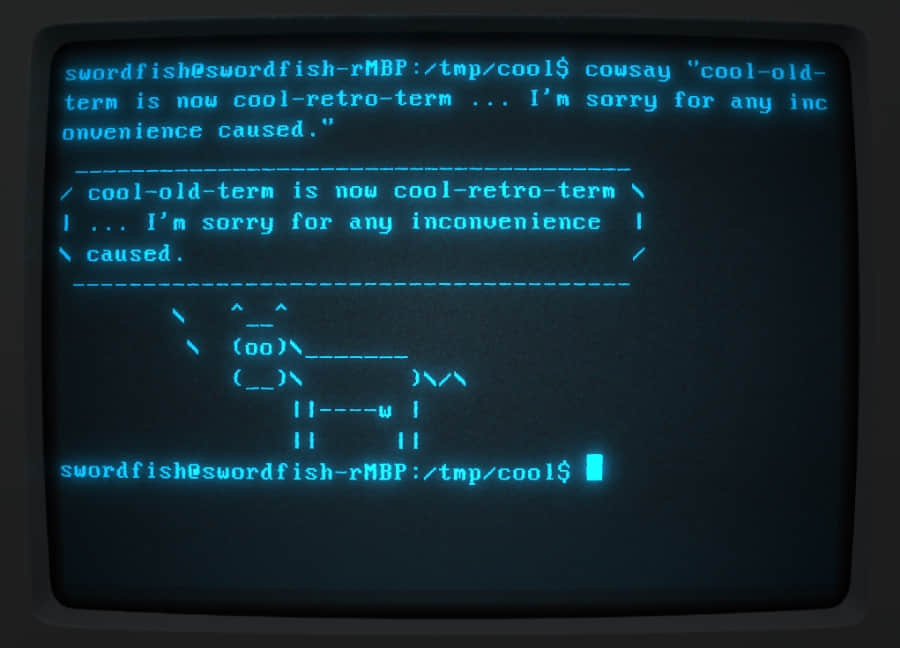 swordfish@swordfish-rMBP:/tmp/cool$ cowsay "cool-old-
term is now cool-retro-term ... I'm sorry for any inc
onvenience caused."
 _______________________________________
/ cool-old-term is now cool-retro-term \
| ... I'm sorry for any inconvenience  |
\ caused.                              /
 ---------------------------------------
        \   ^__^
         \  (oo)\_______
            (__)\       )\/\
                ||----w |
                ||     ||
swordfish@swordfish-rMBP:/tmp/cool$